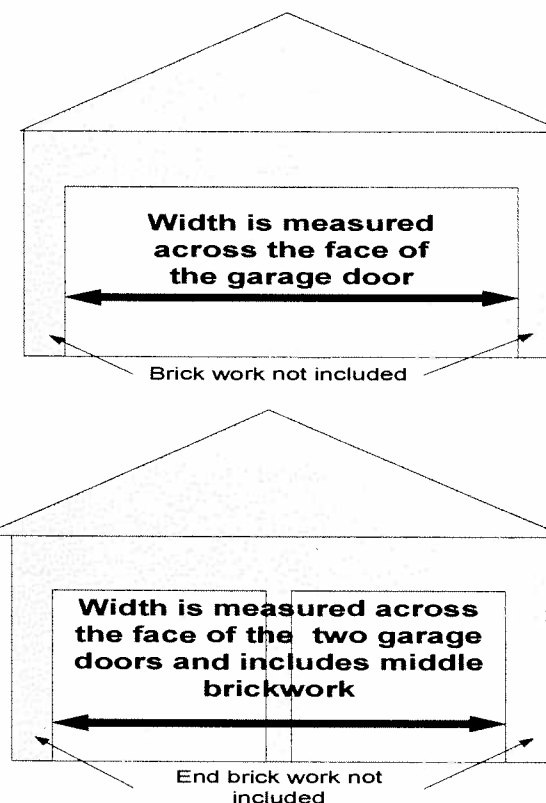 Width is measured
across the face of
the garage door
Brick work not included
Width is measured across
the face of the two garage
doors and includes middle
brickwork
End brick work not
included